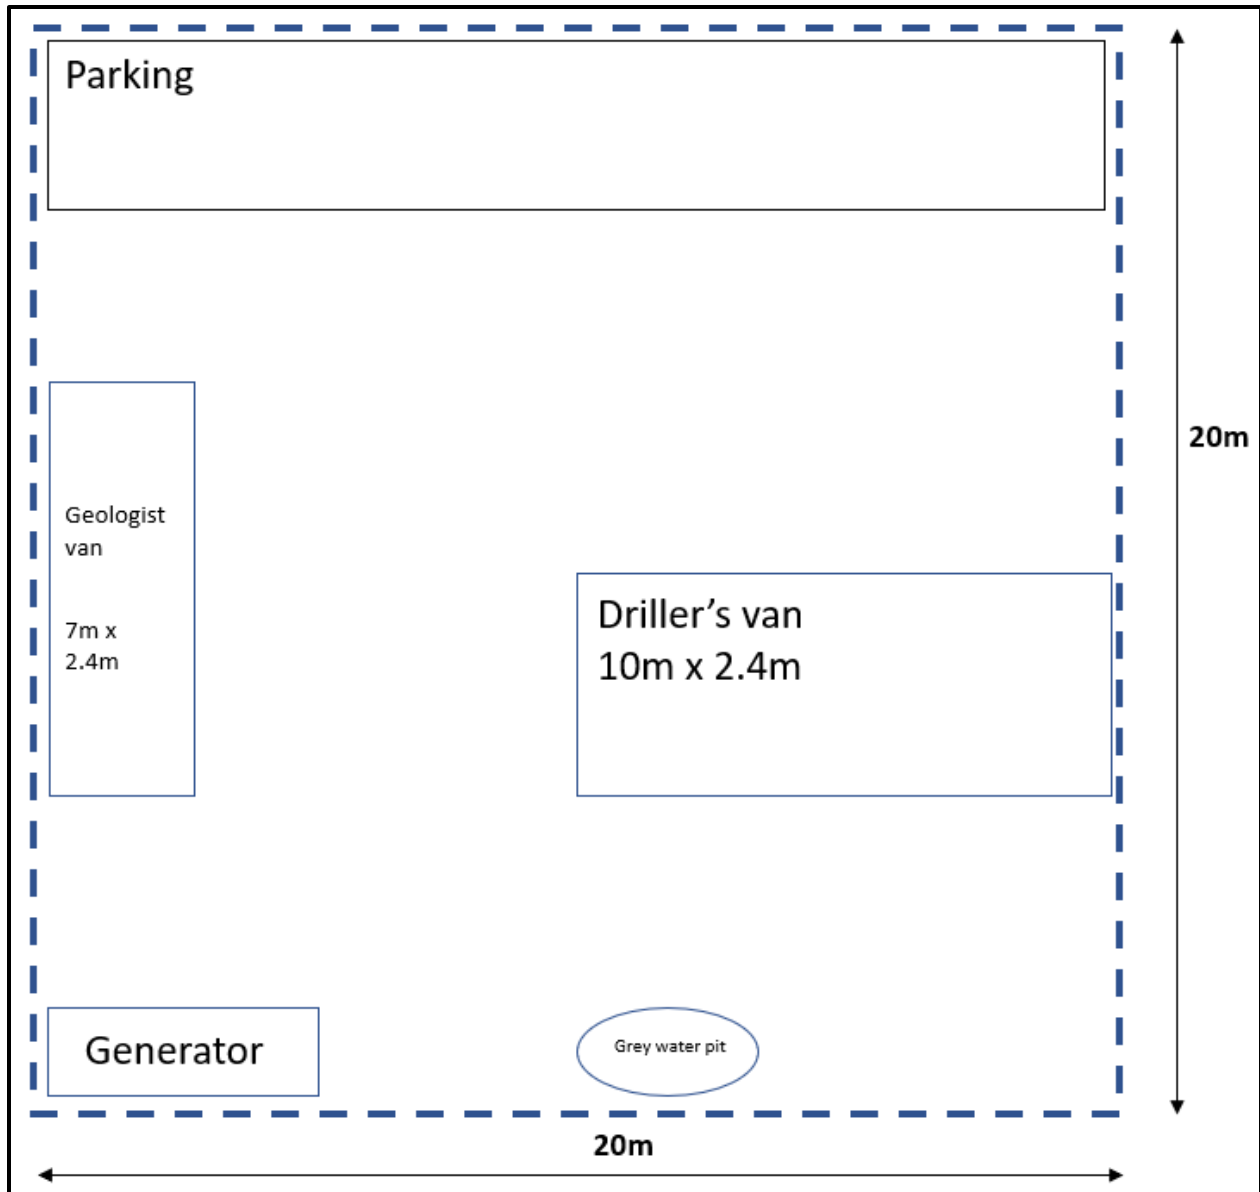 Parking
20m
Geologist
van
7m x
2.4m
Driller’s van
10m x 2.4m
Generator
Grey water pit
20m